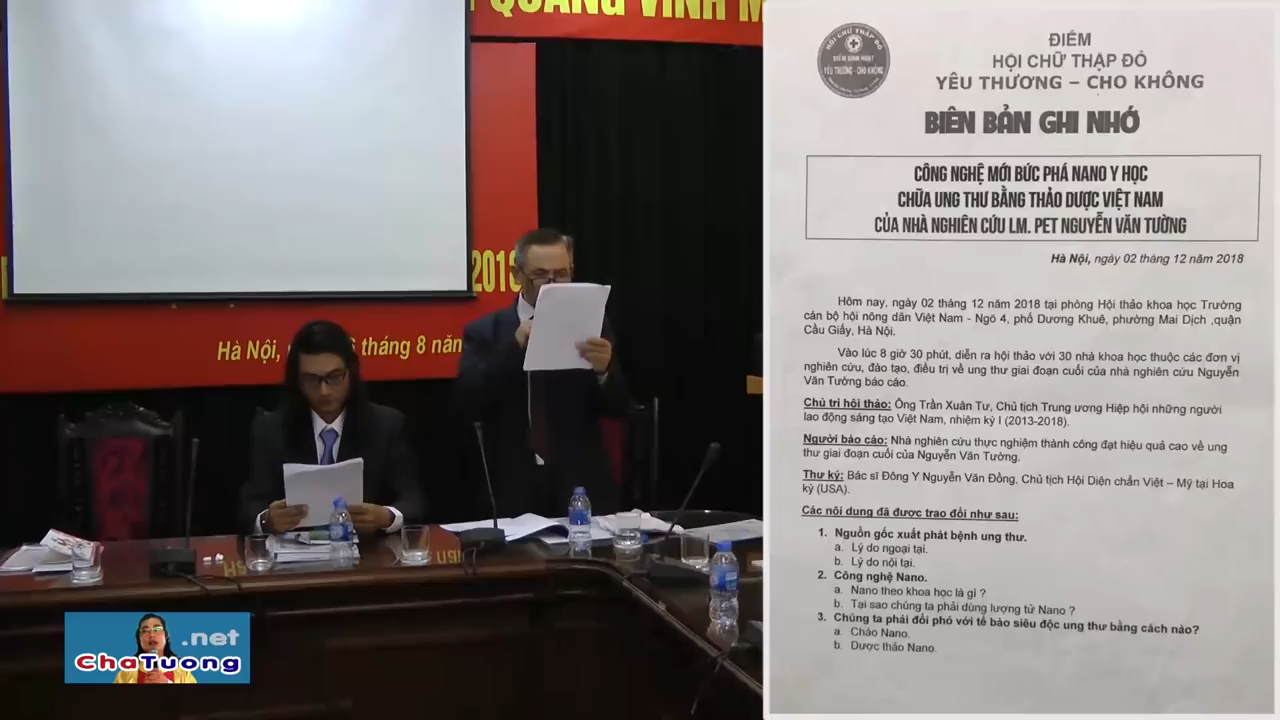 QUANG VINH M
2019
Hà Nội,
6 tháng 8 năm
.net
ChaTuong
HỘI CHỮ THẬP ĐỎ
YÊU THƯƠNG - CHO KHÔNG
ĐIỂM
HỘI CHỮ THẬP ĐỎ
YÊU THƯƠNG – CHO KHÔNG
BIÊN BẢN GHI NHỚ
CÔNG NGHỆ MỚI BỨC PHÁ NANO Y HỌC
CHỮA UNG THƯ BẰNG THẢO DƯỢC VIỆT NAM
CỦA NHÀ NGHIÊN CỨU LM. PET NGUYỄN VĂN TƯỜNG
Hà Nội, ngày 02 tháng 12 năm 2018
Hôm nay, ngày 02 tháng 12 năm 2018 tại phòng Hội thảo khoa học Trường
cán bộ hội nông dân Việt Nam - Ngõ 4, phố Dương Khuê, phường Mai Dịch ,quận
Cầu Giấy, Hà Nội.
Vào lúc 8 giờ 30 phút, diễn ra hội thảo với 30 nhà khoa học thuộc các đơn vị
nghiên cứu, đào tạo, điều trị về ung thư giai đoạn cuối của nhà nghiên cứu Nguyễn
Văn Tường báo cáo.
Chủ trì hội thảo: Ông Trần Xuân Tư, Chủ tịch Trung ương Hiệp hội những người
lao động sáng tạo Việt Nam, nhiệm kỳ I (2013-2018).
Người báo cáo: Nhà nghiên cứu thực nghiệm thành công đạt hiệu quả cao về ung
thư giai đoạn cuối của Nguyễn Văn Tường.
Thư ký: Bác sĩ Đông Y Nguyễn Văn Đồng, Chủ tịch Hội Diện chẩn Việt – Mỹ tại Hoa
kỳ (USA).
Các nội dung đã được trao đổi như sau:
1. Nguồn gốc xuất phát bệnh ung thư.
a. Lý do ngoại tại.
b. Lý do nội tại.
2. Công nghệ Nano.
a. Nano theo khoa học là gì ?
b. Tại sao chúng ta phải dùng lượng tử Nano ?
3. Chúng ta phải đối phó với tế bào siêu độc ung thư bằng cách nào?
a. Cháo Nano.
b. Dược thảo Nano.